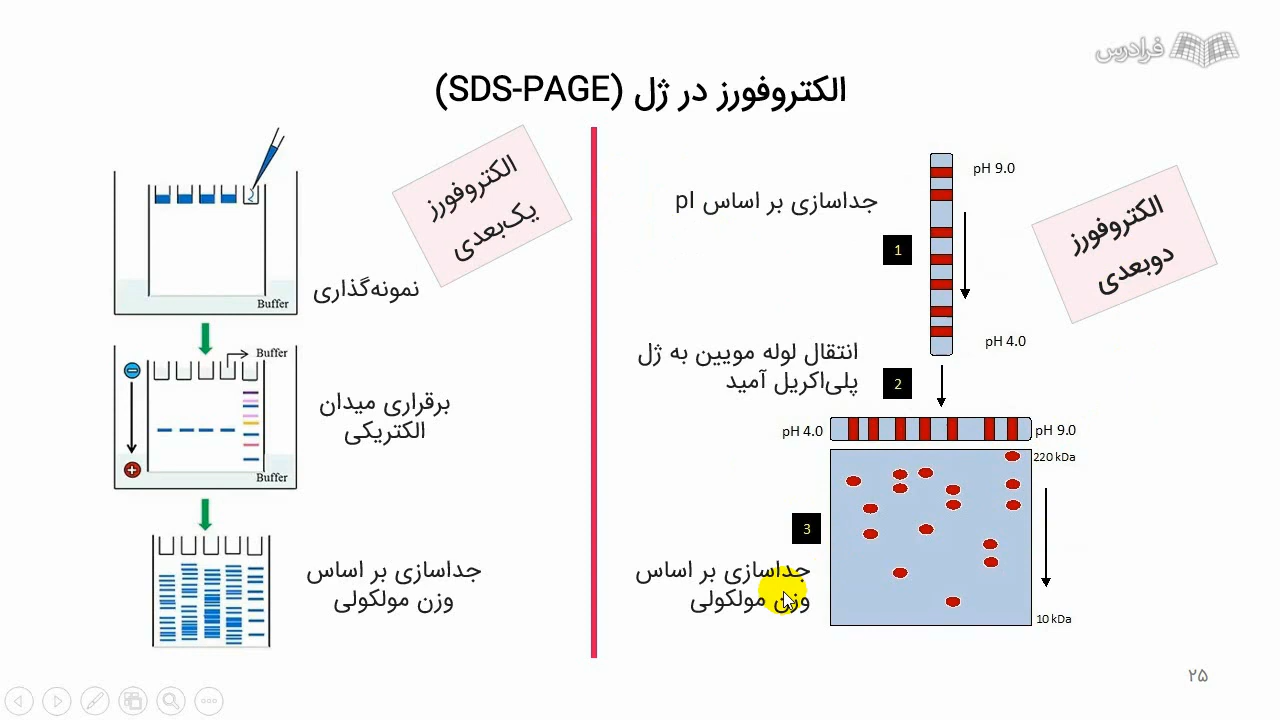 فرادرس
الکتروفورز در ژل (SDS-PAGE)
الکتروفورز
دوبعدی
pH 9.0
جداسازی بر اساس pI
1
pH 4.0
انتقال لوله مویین به ژل
پلی‌اکریل آمید
2
pH 4.0
pH 9.0
220 kDa
3
جداسازی بر اساس
وزن مولکولی
10 kDa
الکتروفورز
یک‌بعدی
نمونه‌گذاری
Buffer
Buffer
برقراری میدان
الکتریکی
Buffer
جداسازی بر اساس
وزن مولکولی
۲۵